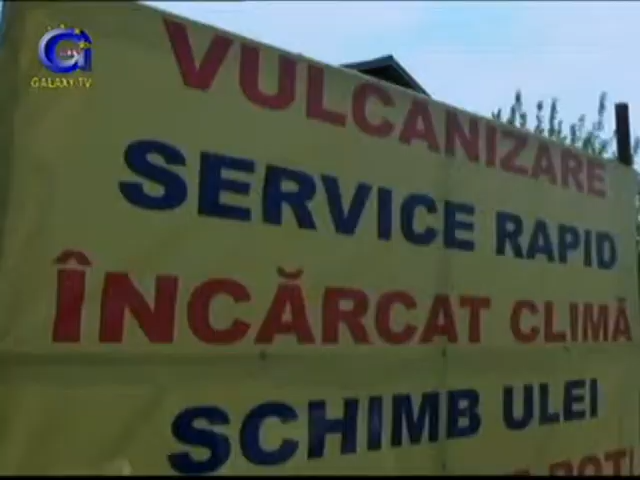 GALAXY TV
VULCANIZARE
SERVICE RAPID
ÎNCĂRCAT CLIMĂ
SCHIMB ULEI